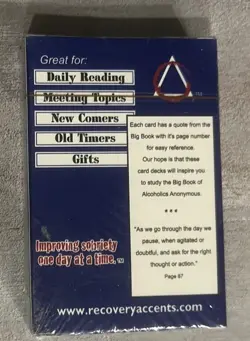 Great for:
Daily Reading
Meeting Topics
New Comers
Old Timers
Gifts
TM
Each card has a quote from the
Big Book with it's page number
for easy reference.
Our hope is that these
card decks will inspire you
to study the Big Book of
Alcoholics Anonymous.
* * *
"As we go through the day we
pause, when agitated or
doubtful, and ask for the right
thought or action."
Page 87
Improving sobriety
one day at a time.™
www.recoveryaccents.com